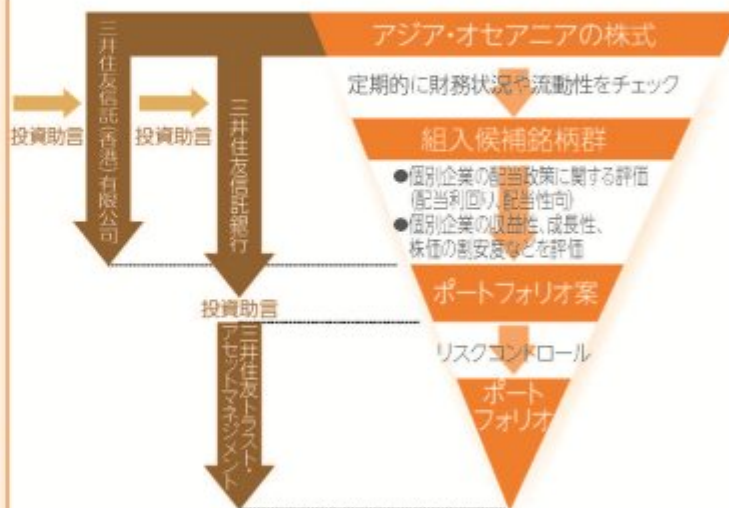 アジア・オセアニアの株式
定期的に財務状況や流動性をチェック
組入候補銘柄群
●個別企業の配当政策に関する評価
(配当利回り、配当性向)
●個別企業の収益性、成長性、
株価の割安度などを評価
ポートフォリオ案
リスクコントロール
ポート
フォリオ
投資助言
三井住友信託(香港)有限公司
投資助言
三井住友信託銀行
投資助言
三井住友トラスト・
アセットマネジメント